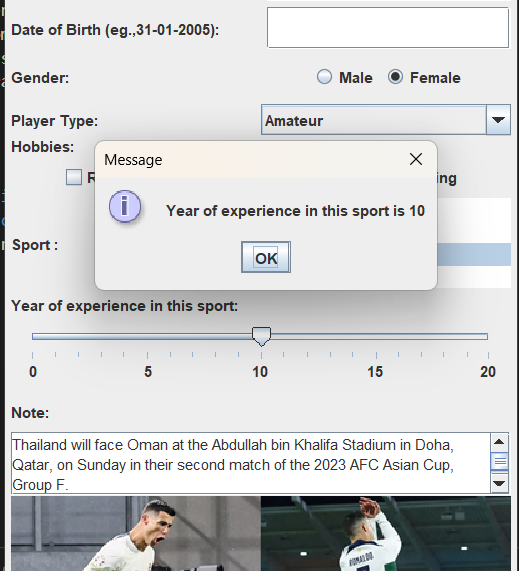 Date of Birth (eg.,31-01-2005):
Gender:
Male
Female
Player Type:
Amateur
Hobbies:
Message
Year of experience in this sport is 10
OK
Sport :
Year of experience in this sport:
0 5 10 15 20
Note:
Thailand will face Oman at the Abdullah bin Khalifa Stadium in Doha,
Qatar, on Sunday in their second match of the 2023 AFC Asian Cup,
Group F.
RONALDO
7